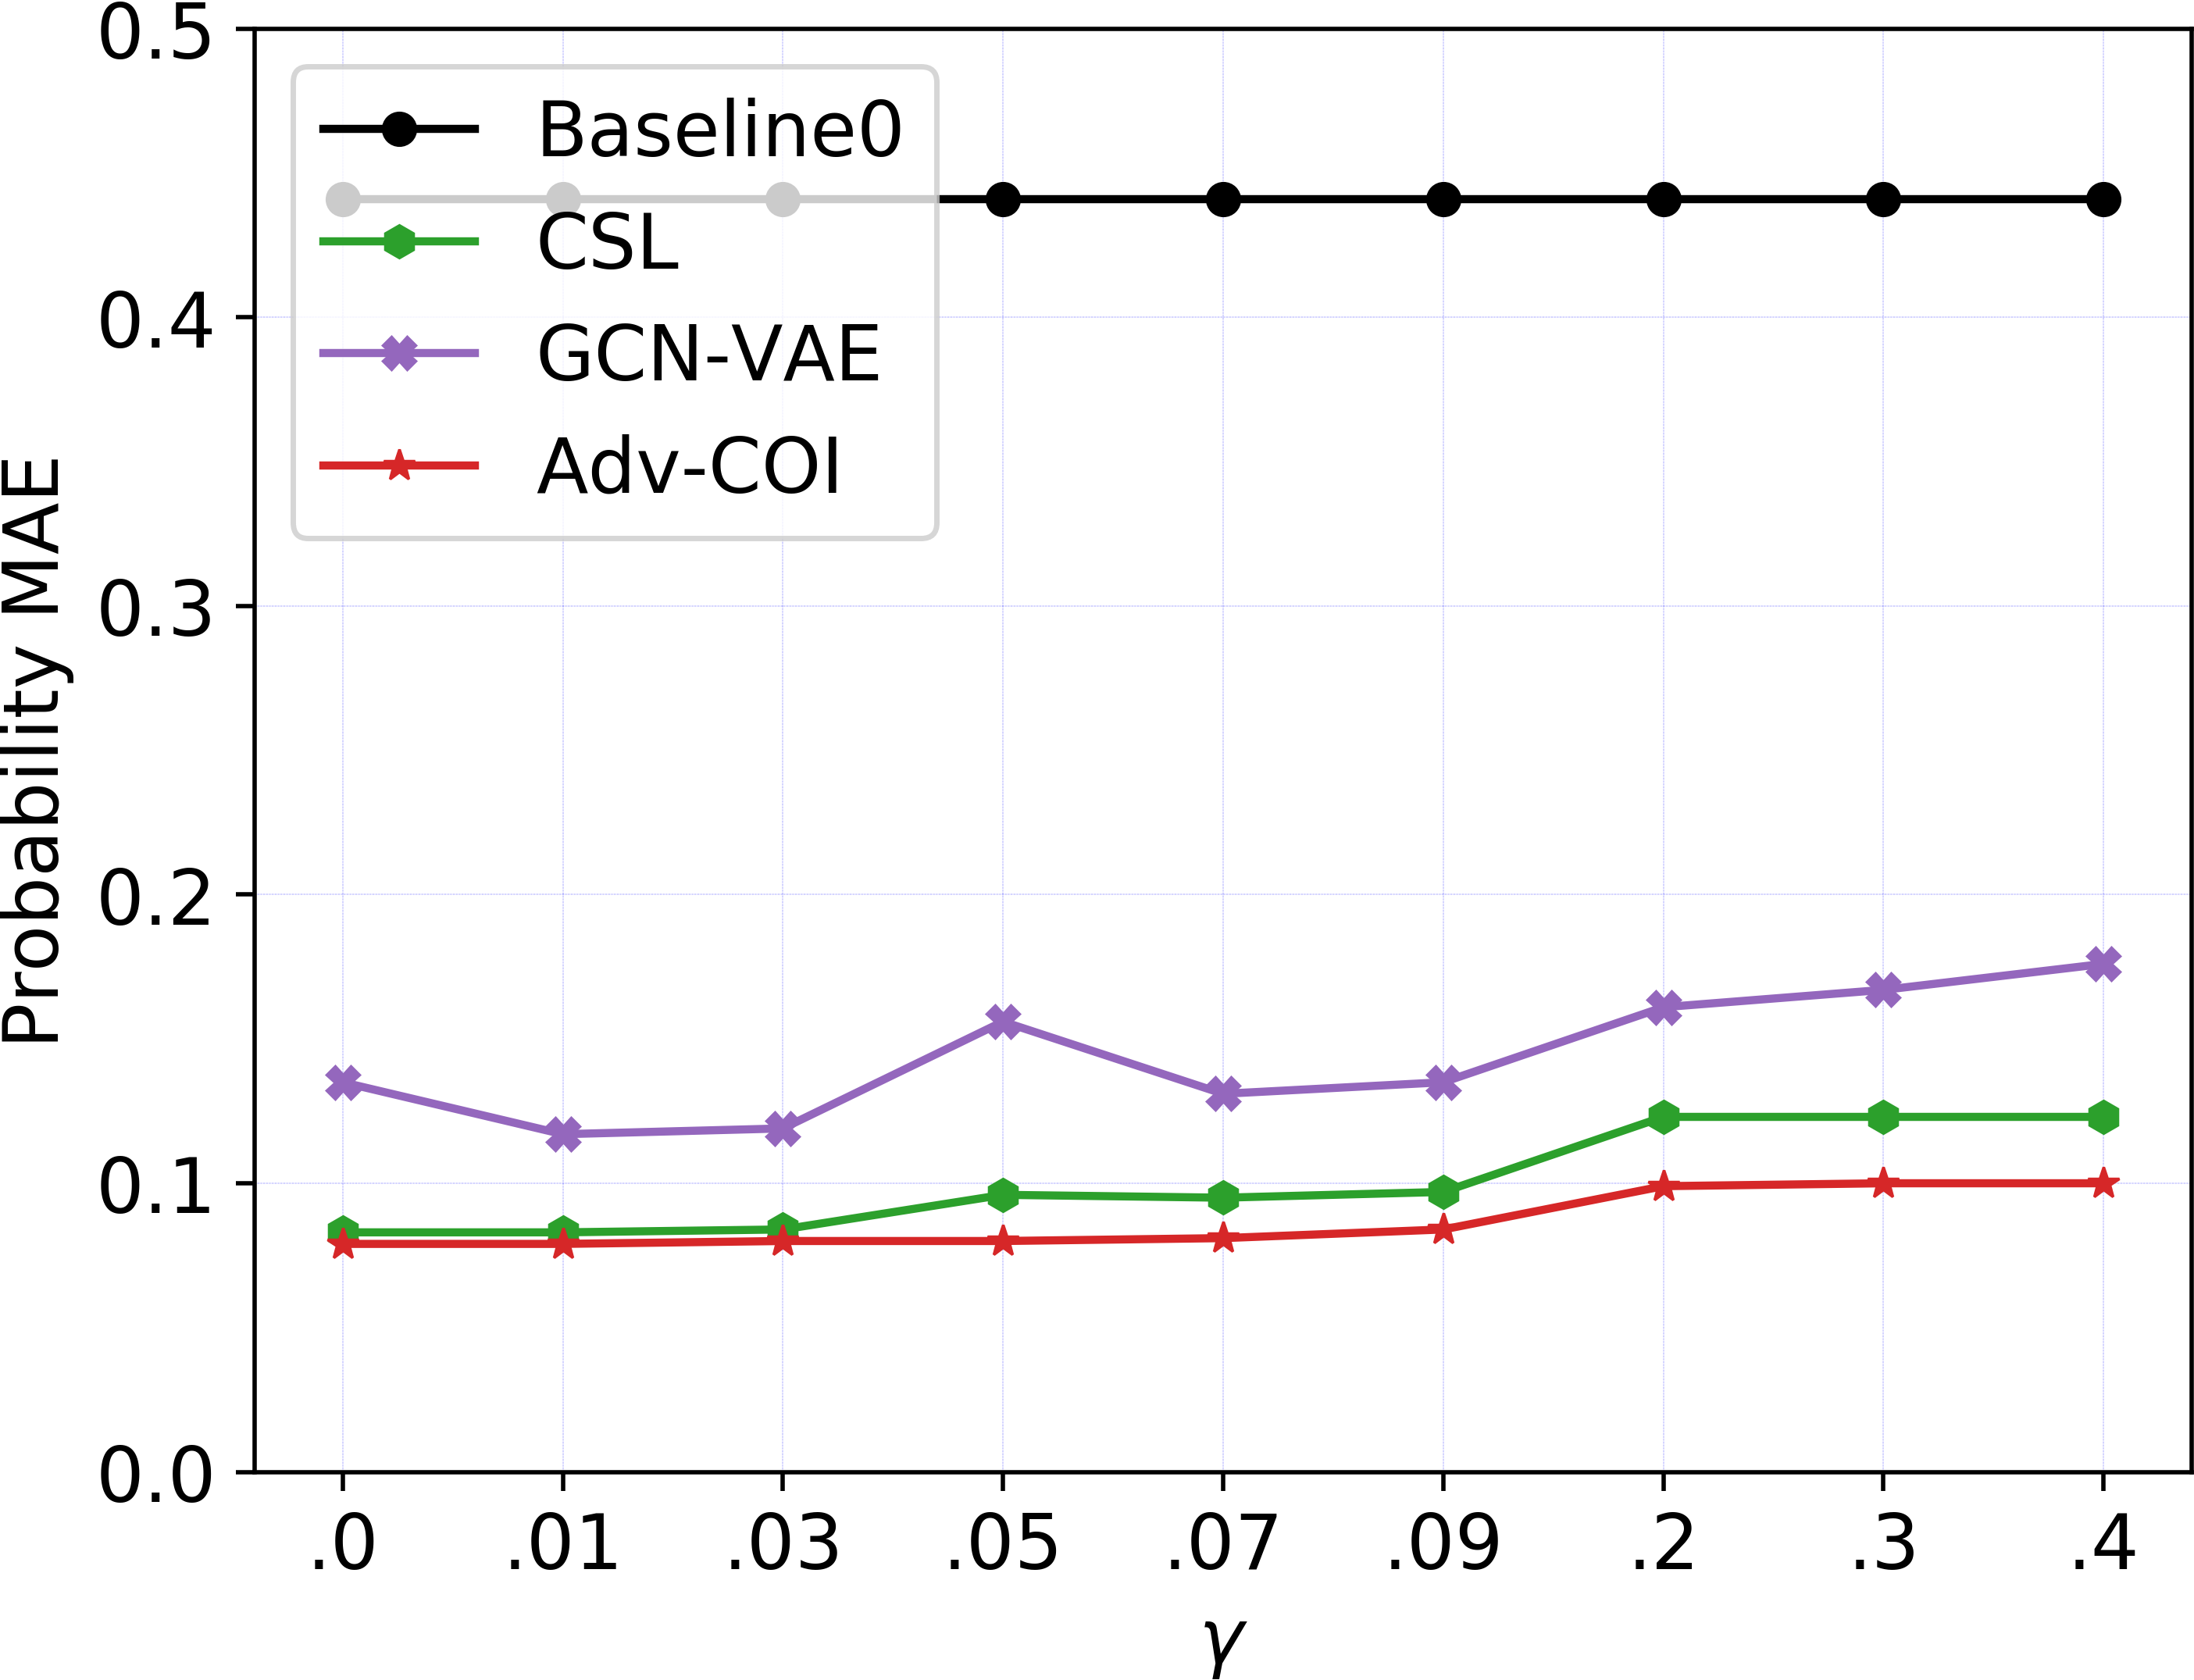 0.5
0.4
0.3
0.2
0.1
0.0
Probability MAE
Baseline0
CSL
GCN-VAE
Adv-COI
.0 .01 .03 .05 .07 .09 .2 .3 .4
γ